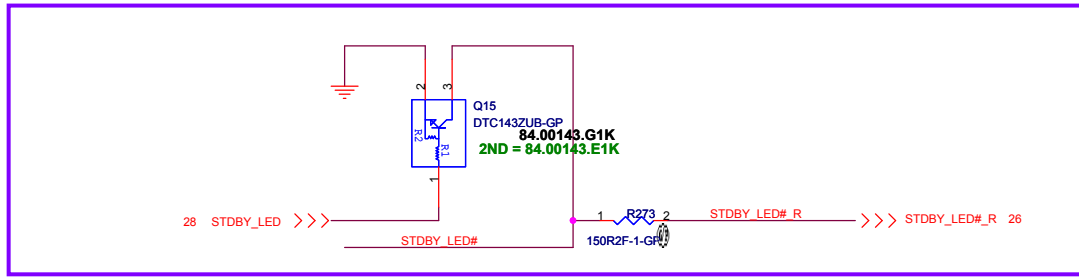 2
3
Q15
DTC143ZUB-GP
84.00143.G1K
2ND = 84.00143.E1K
R2
R1
1
28 STDBY_LED
STDBY_LED#
1 R273 2
150R2F-1-GP
STDBY_LED#_R
STDBY_LED#_R 26